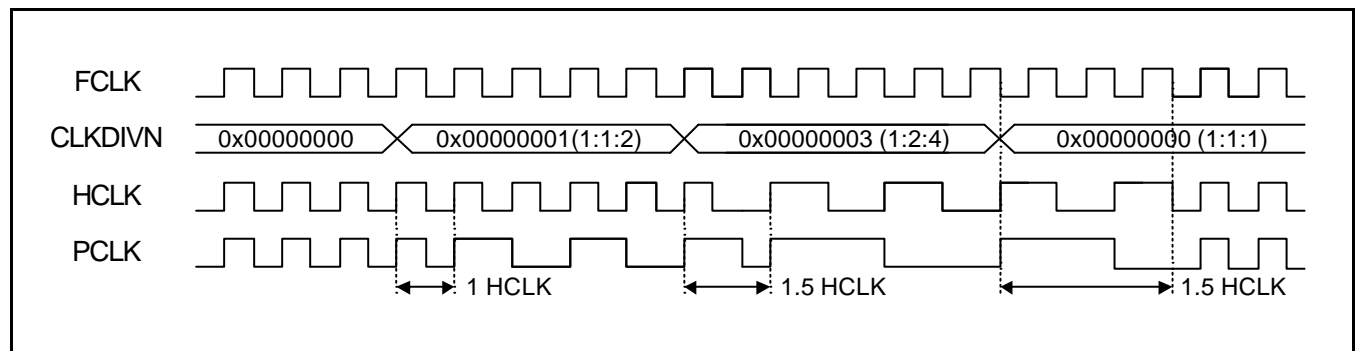 FCLK
CLKDIVN 0x00000000 0x00000001(1:1:2) 0x00000003 (1:2:4) 0x00000000 (1:1:1)
HCLK
PCLK
1 HCLK 1.5 HCLK 1.5 HCLK